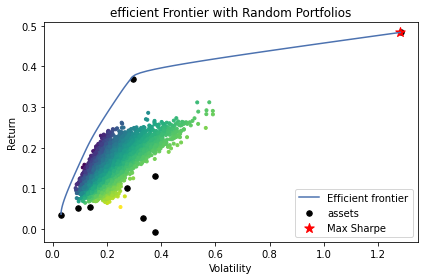 efficient Frontier with Random Portfolios
Return
0.5
0.4
0.3
0.2
0.1
0.0
0.0 0.2 0.4 0.6 0.8 1.0 1.2
Volatility
Efficient frontier
assets
Max Sharpe